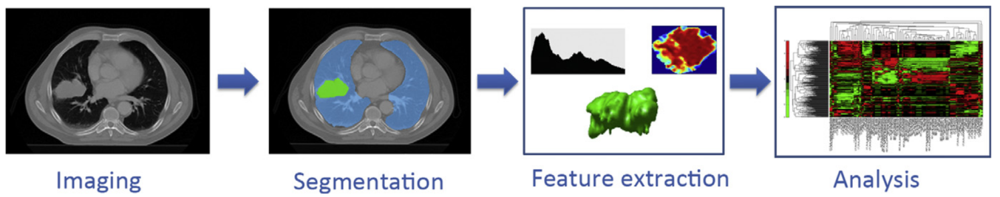 Imaging
Segmentation
Feature extraction
Analysis